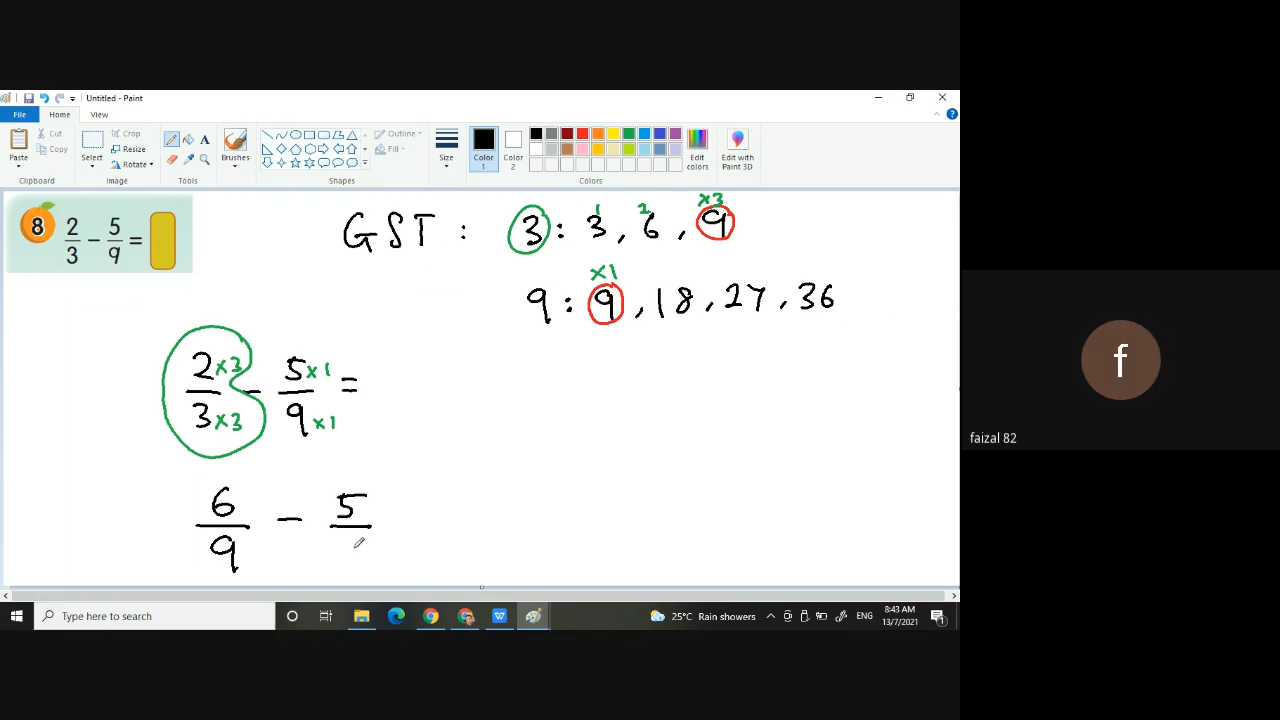 Untitled - Paint
File Home View
Paste Cut Copy Select Crop Resize Rotate Brushes Outline Fill Size Color 1 Color 2 Edit colors Edit with Paint 3D
Clipboard Image Tools Shapes Colors
8 2/3 − 5/9 =
GST : 3 : 3, 6, 9
1 2 ×3
9 : 9, 18, 27, 36
×1
2×3 − 5×1 =
3×3 9×1
6 − 5
9
f
faizal 82
Type here to search 25°C Rain showers ENG 8:43 AM 13/7/2021 1